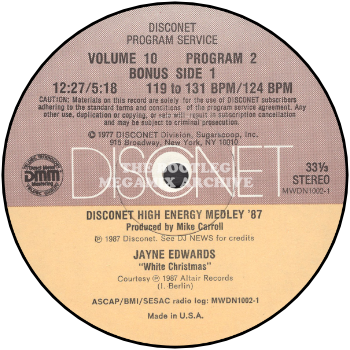 DISCONET
PROGRAM SERVICE
VOLUME 10 PROGRAM 2
BONUS SIDE 1
12:27/5:18 119 to 131 BPM/124 BPM
CAUTION: Materials on this record are solely for the use of DISCONET subscribers
adhering to the standard terms and conditions of the program service agreement. Any
other use, duplication or copying, or veto will result in subscription cancellation
and may be subject to criminal prosecution.
© 1977 DISCONET Division, Sugarscoop, Inc.
915 Broadway, New York, NY 10010
DISCONET
THE BOOTLEG
MEGAMIX ARCHIVE
DMM
Mastering
33⅓
STEREO
MWDN1002-1
DISCONET HIGH ENERGY MEDLEY '87
Produced by Mike Carroll
℗ 1987 Disconet. See DJ NEWS for credits
JAYNE EDWARDS
"White Christmas"
Courtesy ℗ 1987 Altair Records
(I. Berlin)
ASCAP/BMI/SESAC radio log: MWDN1002-1
Made in U.S.A.